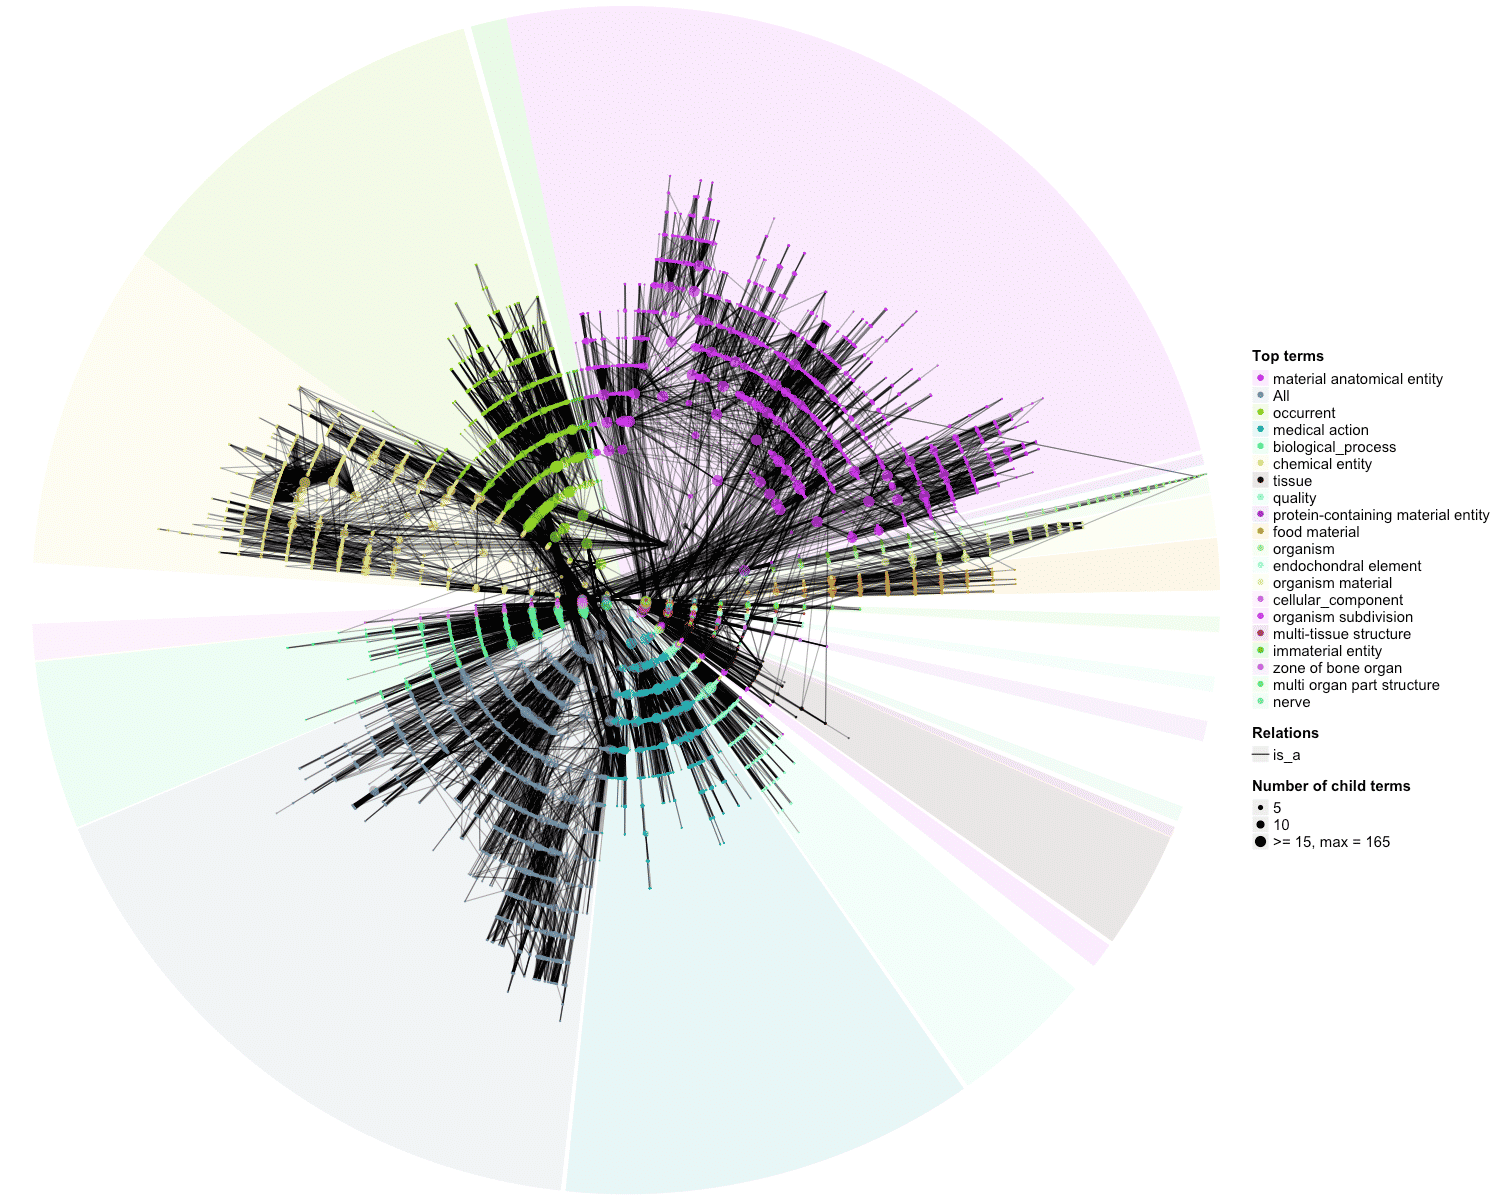 Top terms
material anatomical entity
All
occurrent
medical action
biological_process
chemical entity
tissue
quality
protein-containing material entity
food material
organism
endochondral element
organism material
cellular_component
organism subdivision
multi-tissue structure
immaterial entity
zone of bone organ
multi organ part structure
nerve
Relations
is_a
Number of child terms
5
10
>= 15, max = 165